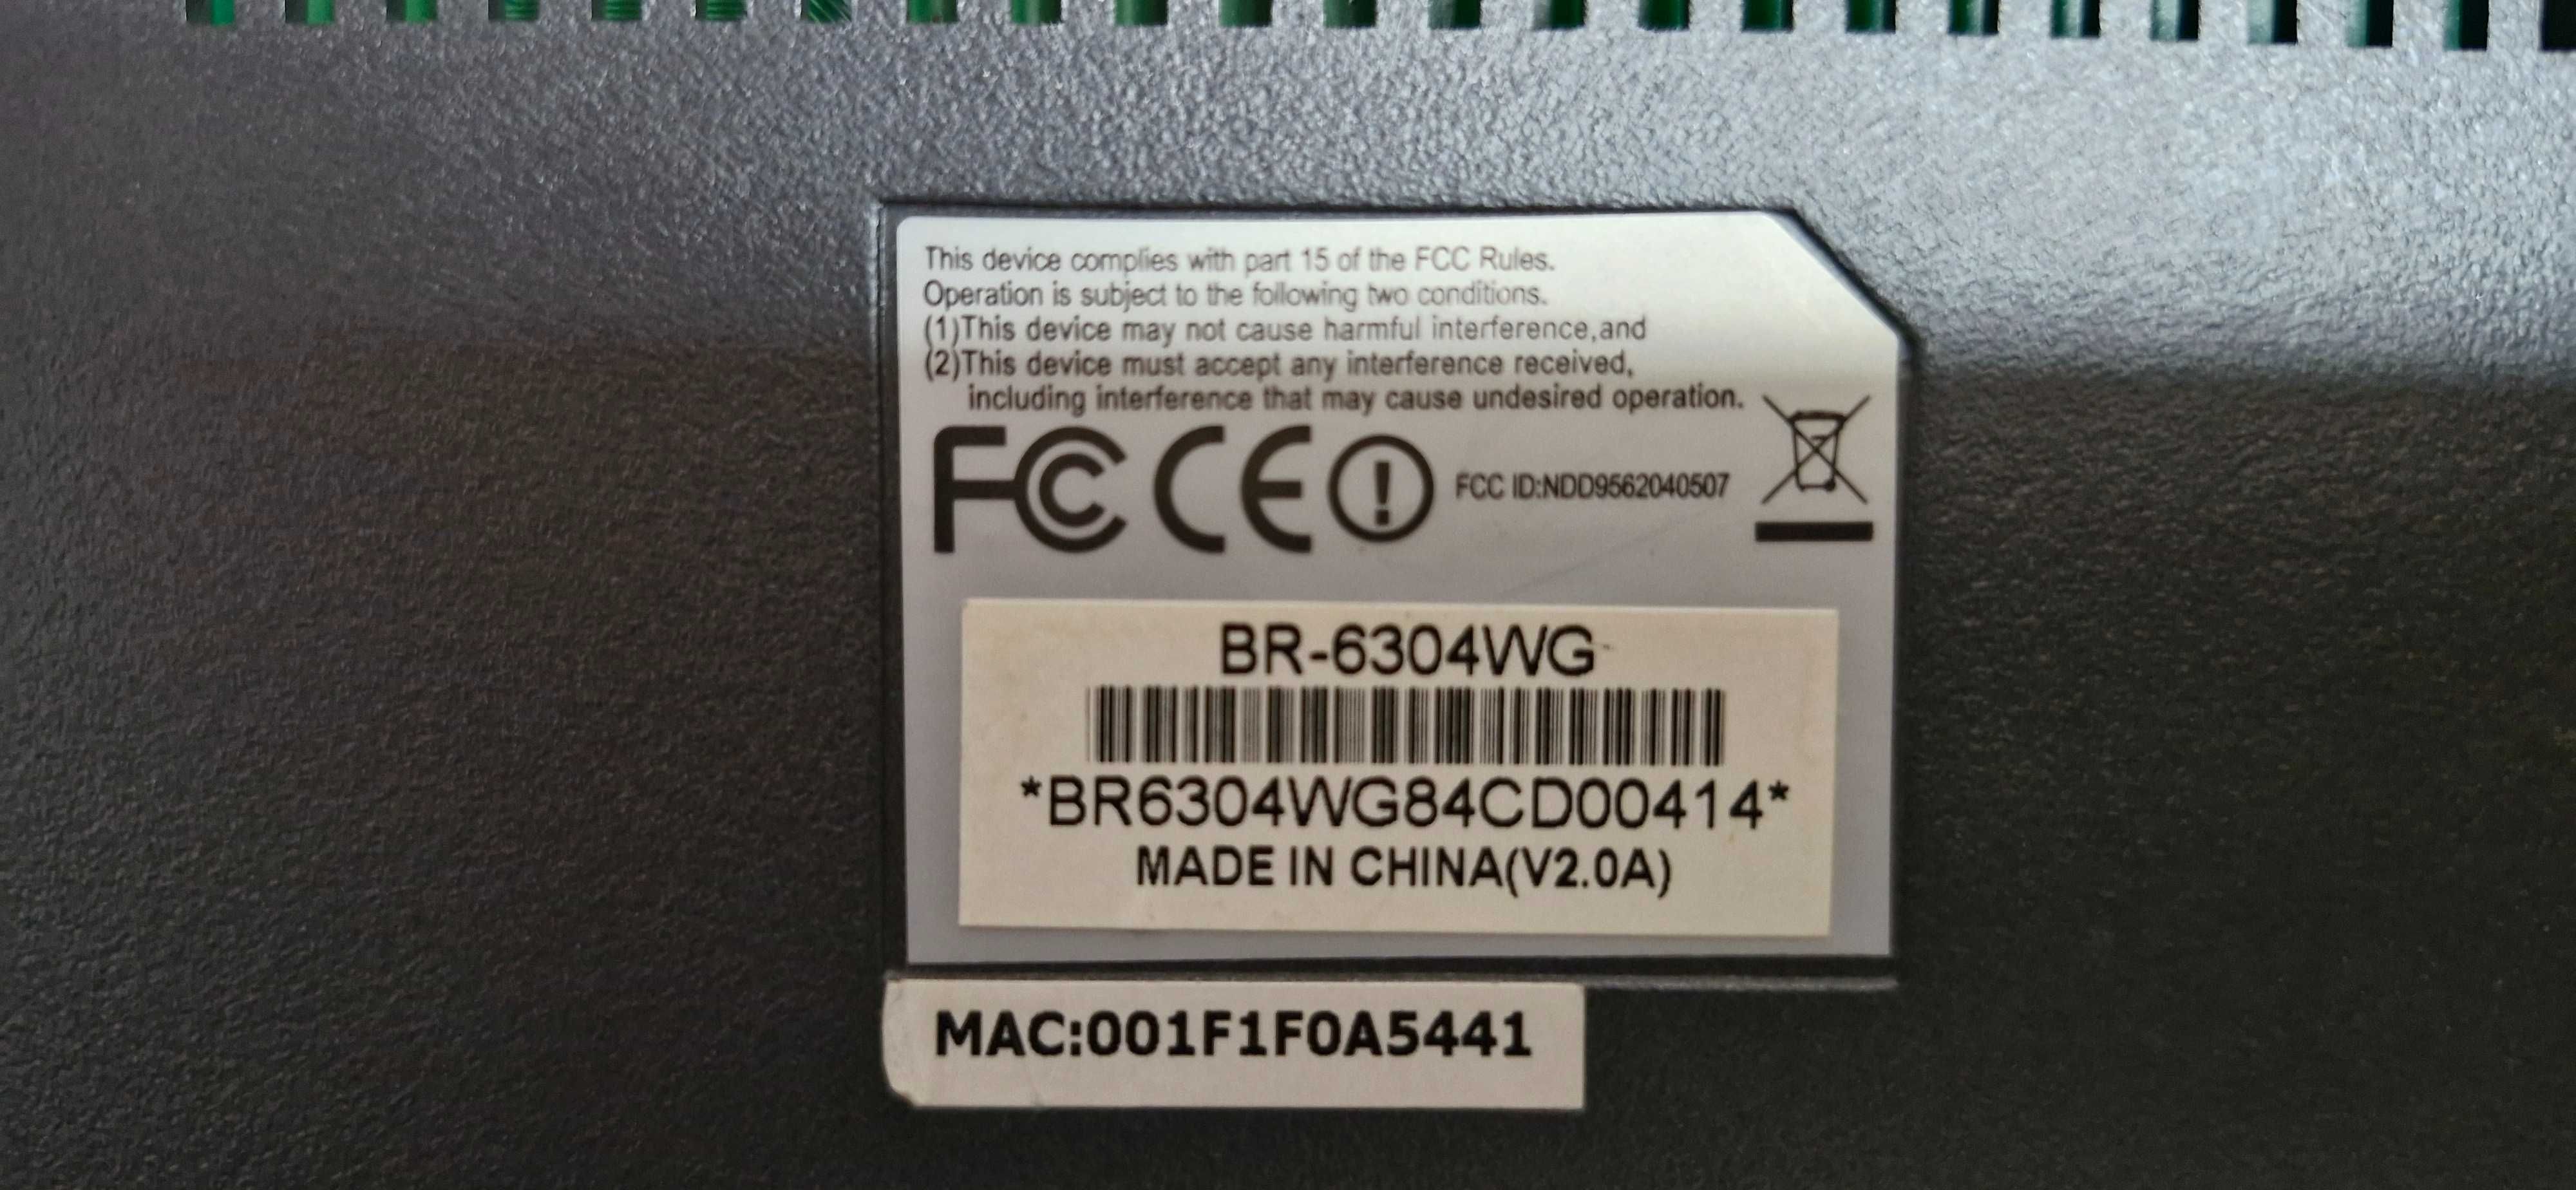 This device complies with part 15 of the FCC Rules.
Operation is subject to the following two conditions.
(1)This device may not cause harmful interference,and
(2)This device must accept any interference received,
including interference that may cause undesired operation.
FC CE FCC ID:NDD9562040507
BR-6304WG
*BR6304WG84CD00414*
MADE IN CHINA(V2.0A)
MAC:001F1F0A5441